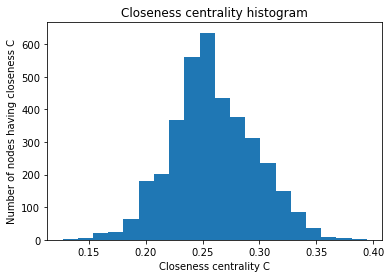 Closeness centrality histogram
Number of nodes having closeness C
600
500
400
300
200
100
0
0.15 0.20 0.25 0.30 0.35 0.40
Closeness centrality C